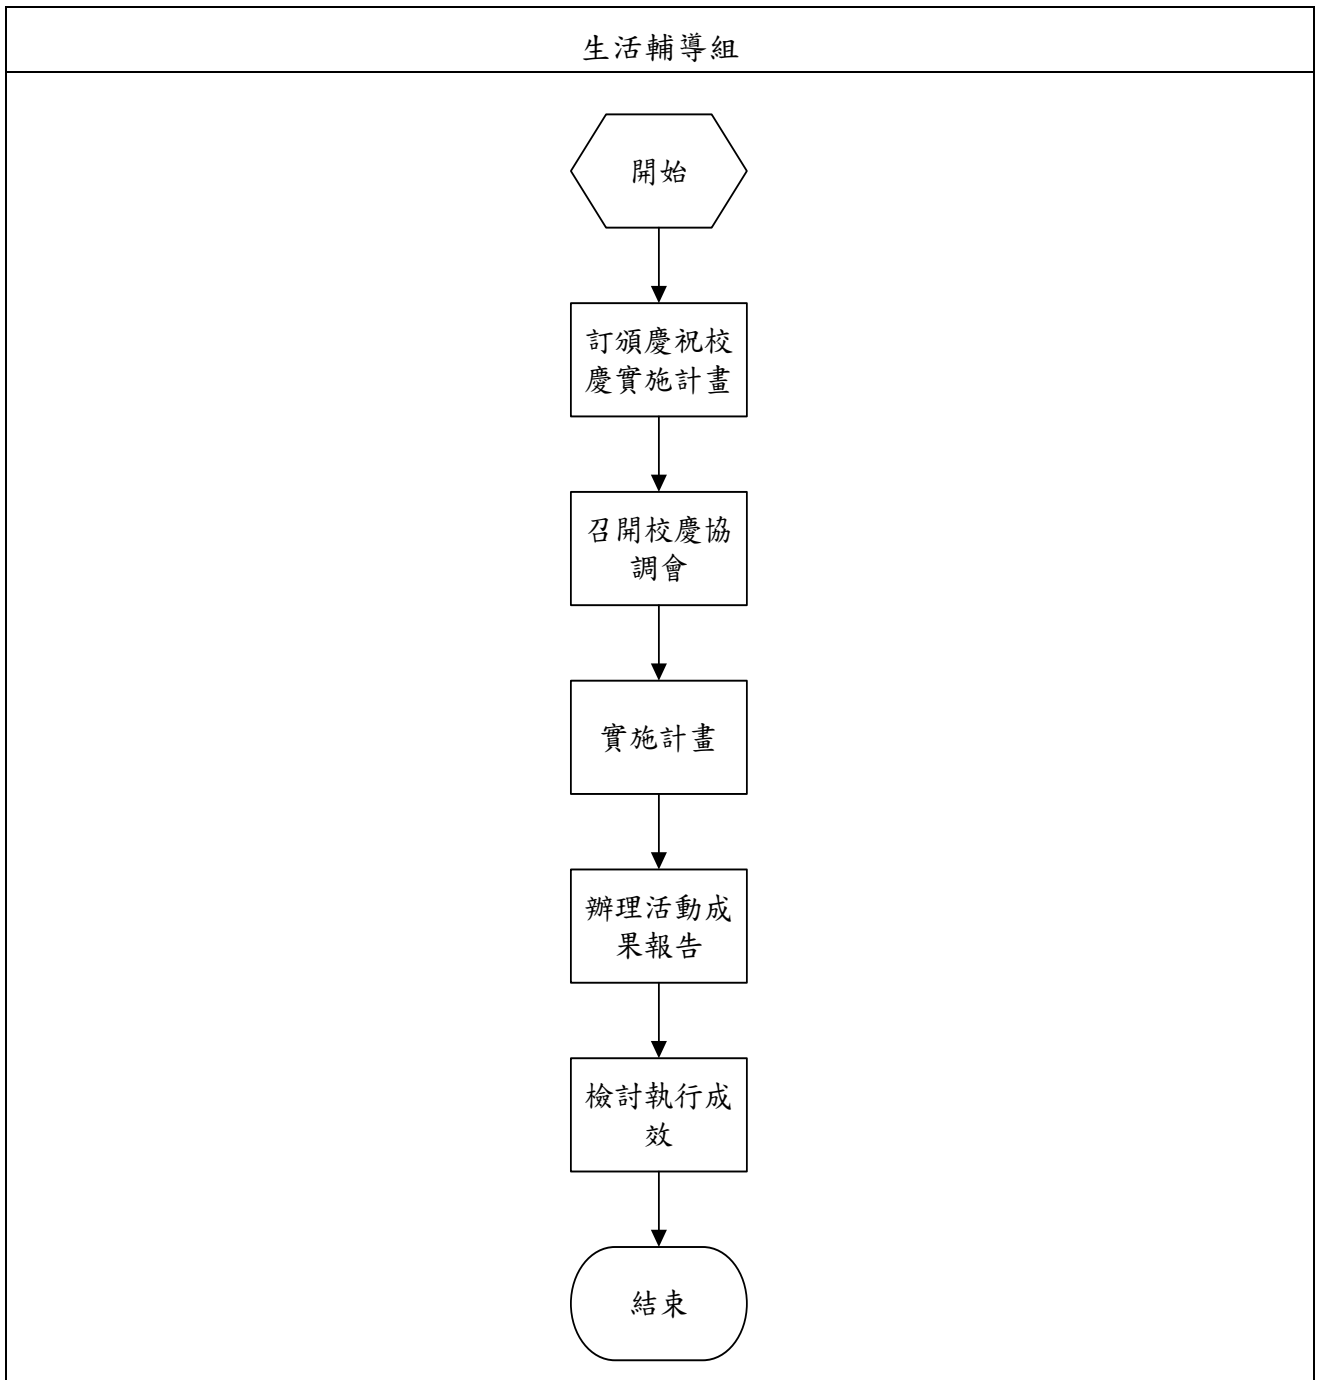 生活輔導組
開始
訂頒慶祝校
慶實施計畫
召開校慶協
調會
實施計畫
辦理活動成
果報告
檢討執行成
效
結束